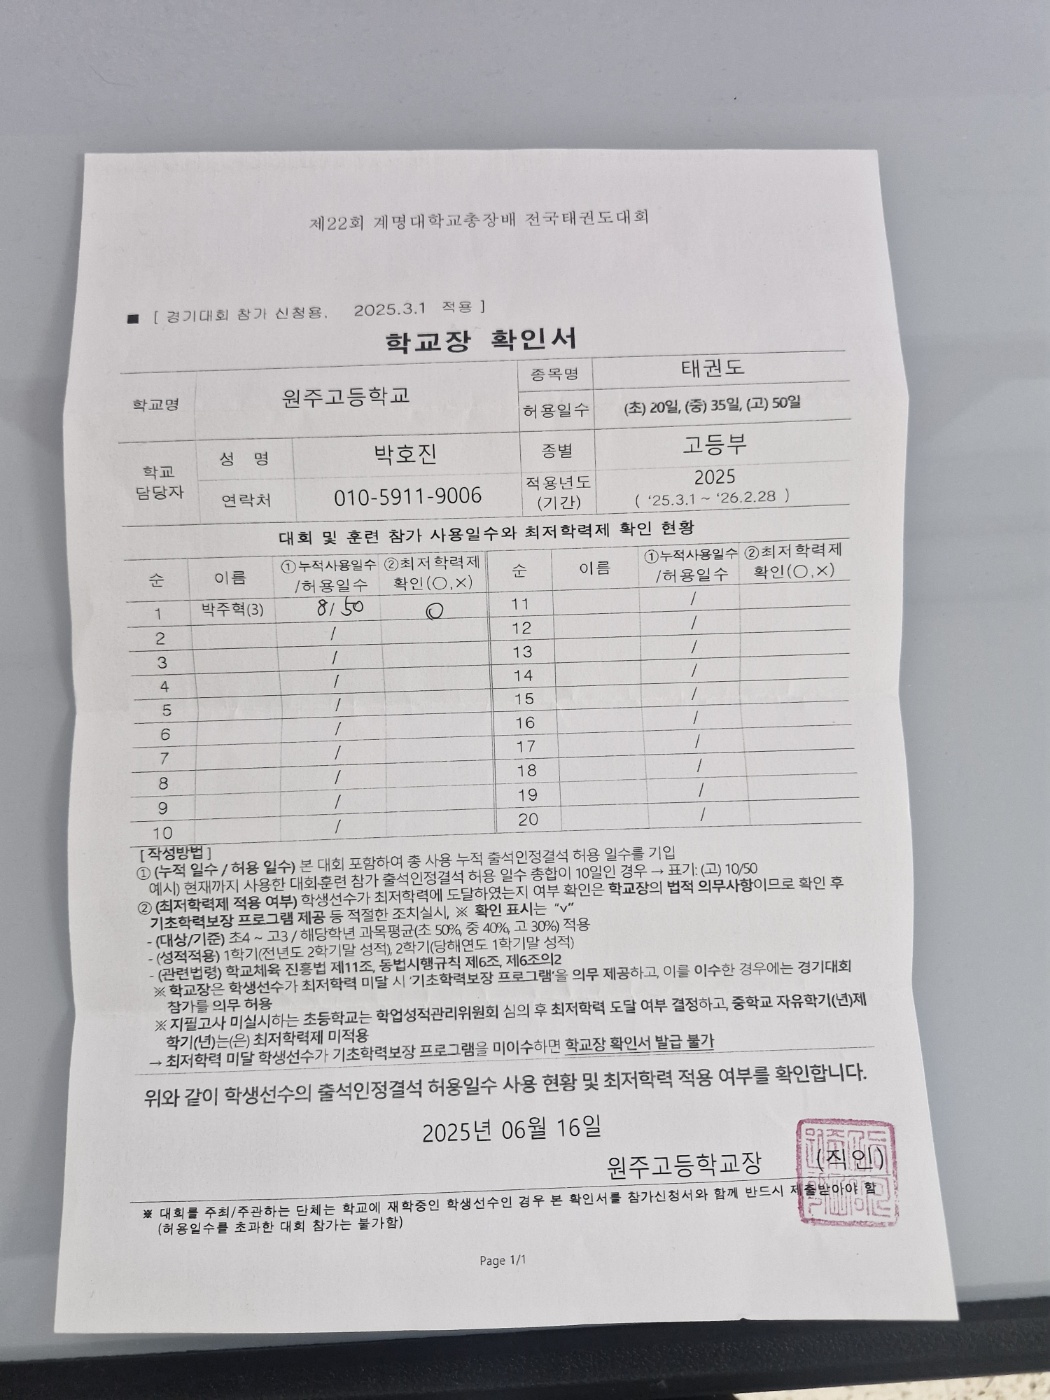 제22회 계명대학교총장배 전국태권도대회
■ [ 경기대회 참가 신청용, 2025.3.1 적용 ]
학교장 확인서
학교명 원주고등학교 종목명 태권도
허용일수 (초) 20일, (중) 35일, (고) 50일
학교 담당자 성 명 박호진 종별 고등부
연락처 010-5911-9006 적용년도 (기간) 2025 ( '25.3.1 ~ '26.2.28 )
대회 및 훈련 참가 사용일수와 최저학력제 확인 현황
순 이름 ①누적사용일수 /허용일수 ②최저학력제 확인(○,×) 순 이름 ①누적사용일수 /허용일수 ②최저학력제 확인(○,×)
1 박주혁(3) 8/50 ○ 11 /
2 / 12 /
3 / 13 /
4 / 14 /
5 / 15 /
6 / 16 /
7 / 17 /
8 / 18 /
9 / 19 /
10 / 20 /
[작성방법]
① (누적 일수 / 허용 일수) 본 대회 포함하여 총 사용 누적 출석인정결석 허용 일수를 기입
예시) 현재까지 사용한 대회훈련 참가 출석인정결석 허용 일수 총합이 10일인 경우 → 표기: (고) 10/50
② (최저학력제 적용 여부) 학생선수가 최저학력에 도달하였는지 여부 확인은 학교장의 법적 의무사항이므로 확인 후
기초학력보장 프로그램 제공 등 적절한 조치실시, ※ 확인 표시는 "v"
- (대상/기준) 초4 ~ 고3 / 해당학년 과목평균(초 50%, 중 40%, 고 30%) 적용
- (성적적용) 1학기(전년도 2학기말 성적), 2학기(당해연도 1학기말 성적)
- (관련법령) 학교체육 진흥법 제11조, 동법시행규칙 제6조, 제6조의2
※ 학교장은 학생선수가 최저학력 미달 시 '기초학력보장 프로그램'을 의무 제공하고, 이를 이수한 경우에는 경기대회
참가를 의무 허용
※ 지필고사 미실시하는 초등학교는 학업성적관리위원회 심의 후 최저학력 도달 여부 결정하고, 중학교 자유학기(년)제
학기(년)는(은) 최저학력제 미적용
→ 최저학력 미달 학생선수가 기초학력보장 프로그램을 미이수하면 학교장 확인서 발급 불가
위와 같이 학생선수의 출석인정결석 허용일수 사용 현황 및 최저학력 적용 여부를 확인합니다.
2025년 06월 16일
원주고등학교장 (직인)
※ 대회를 주최/주관하는 단체는 학교에 재학중인 학생선수인 경우 본 확인서를 참가신청서와 함께 반드시 제출받아야 함
(허용일수를 초과한 대회 참가는 불가함)
Page 1/1